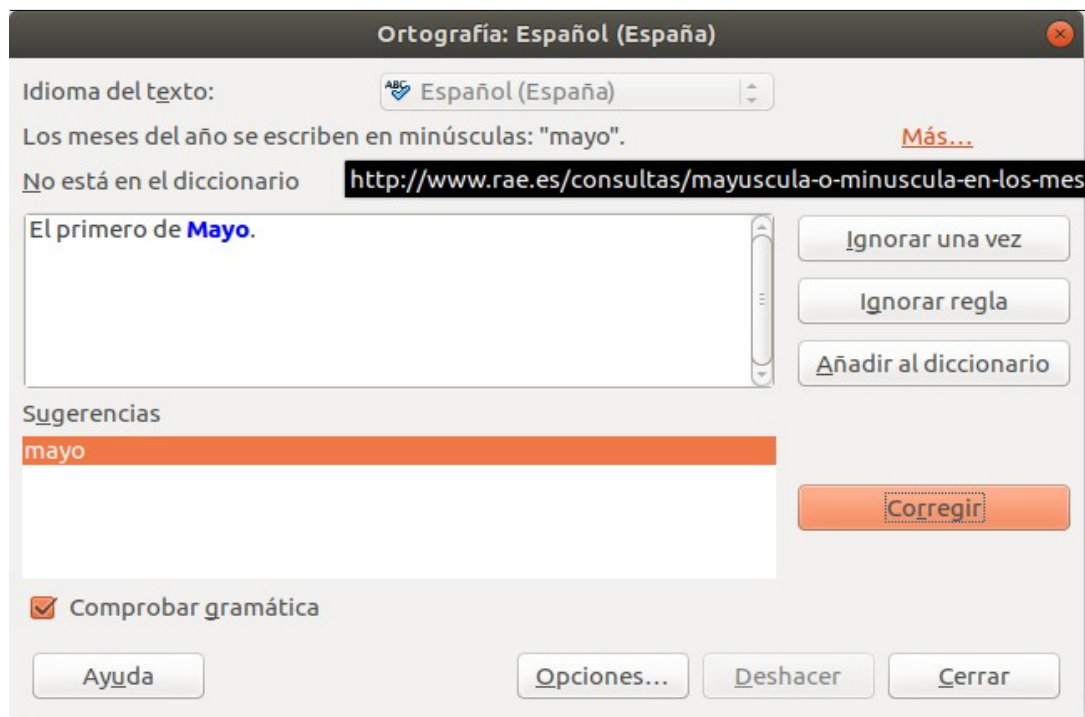 Ortografía: Español (España)
Idioma del texto:
ABC Español (España)
Los meses del año se escriben en minúsculas: "mayo".
Más...
No está en el diccionario
http://www.rae.es/consultas/mayuscula-o-minuscula-en-los-mes
El primero de Mayo.
Ignorar una vez
Ignorar regla
Añadir al diccionario
Sugerencias
mayo
Corregir
Comprobar gramática
Ayuda
Opciones...
Deshacer
Cerrar